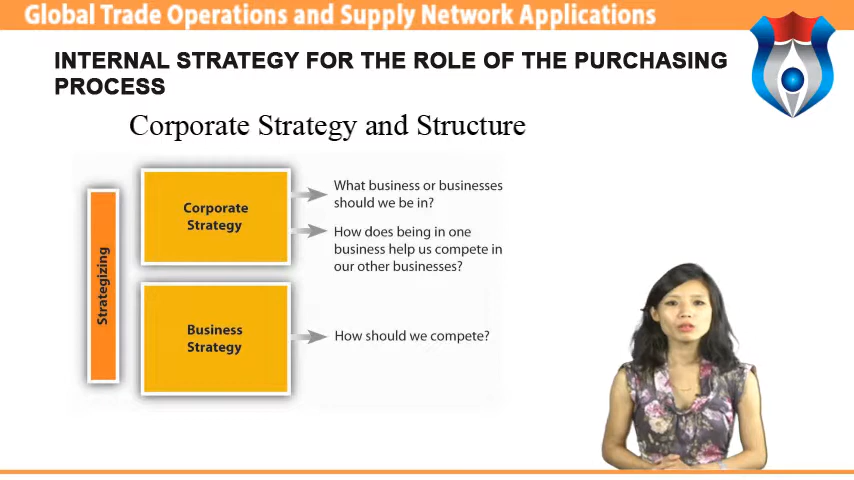 Global Trade Operations and Supply Network Applications
INTERNAL STRATEGY FOR THE ROLE OF THE PURCHASING
PROCESS
Corporate Strategy and Structure
Strategizing
Corporate
Strategy
What business or businesses
should we be in?
How does being in one
business help us compete in
our other businesses?
Business
Strategy
How should we compete?